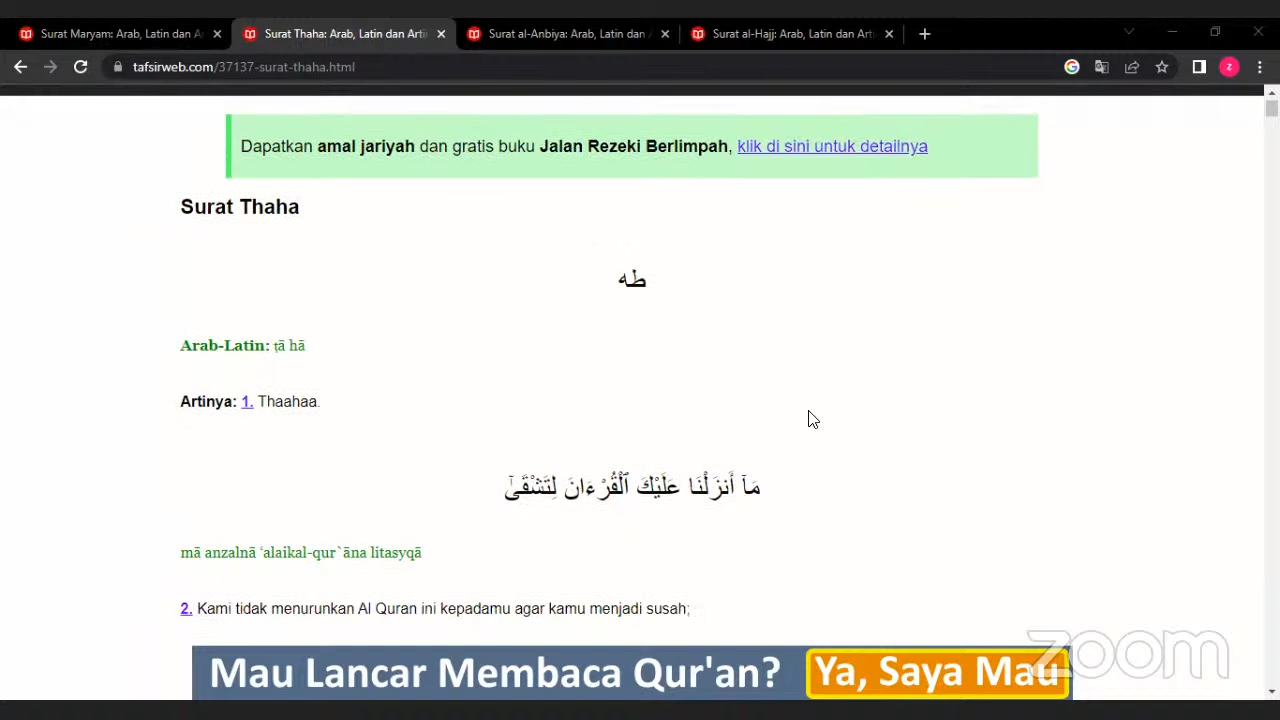 Surat Maryam: Arab, Latin dan A
Surat Thaha: Arab, Latin dan Arti
Surat al-Anbiya: Arab, Latin dan A
Surat al-Hajj: Arab, Latin dan Art
tafsirweb.com/37137-surat-thaha.html
Dapatkan amal jariyah dan gratis buku Jalan Rezeki Berlimpah, klik di sini untuk detailnya
Surat Thaha
طه
Arab-Latin: ṭā hā
Artinya: 1. Thaahaa.
مَآ أَنزَلْنَا عَلَيْكَ ٱلْقُرْءَانَ لِتَشْقَىٰٓ
mā anzalnā 'alaikal-qur`āna litasyqā
2. Kami tidak menurunkan Al Quran ini kepadamu agar kamu menjadi susah;
Mau Lancar Membaca Qur'an? Ya, Saya Mau
zoom